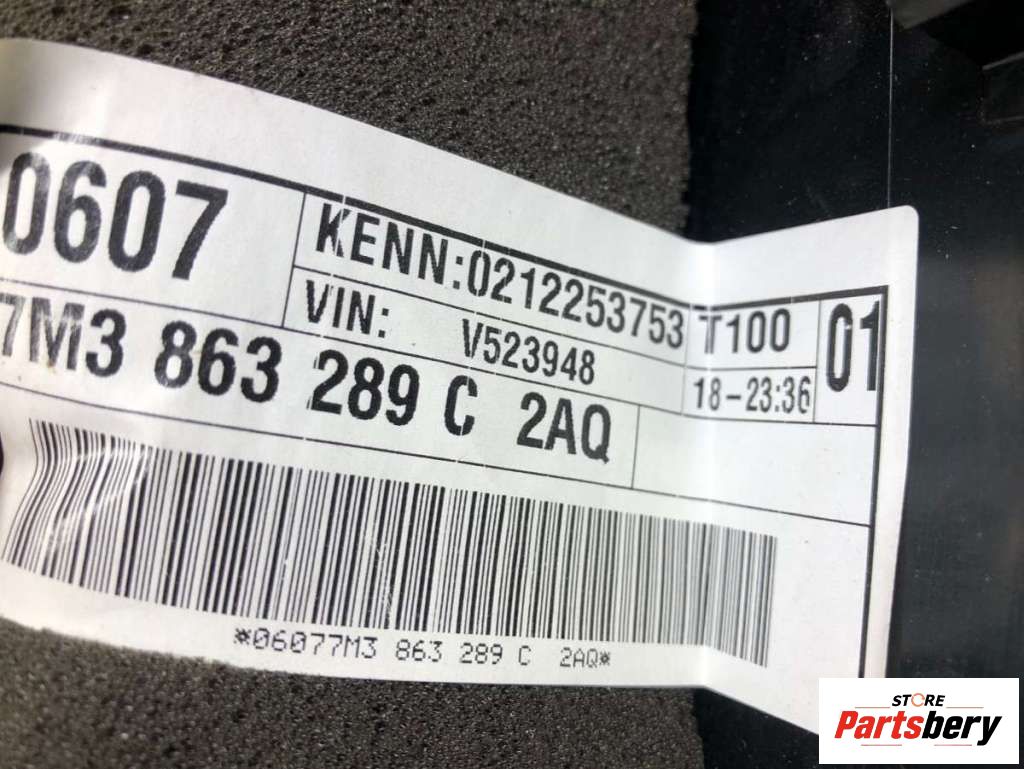 0607
KENN:0212253753
T100
01
VIN: V523948
18-23:36
7M3 863 289 C 2AQ
*06077M3 863 289 C 2AQ*
STORE
Partsbery